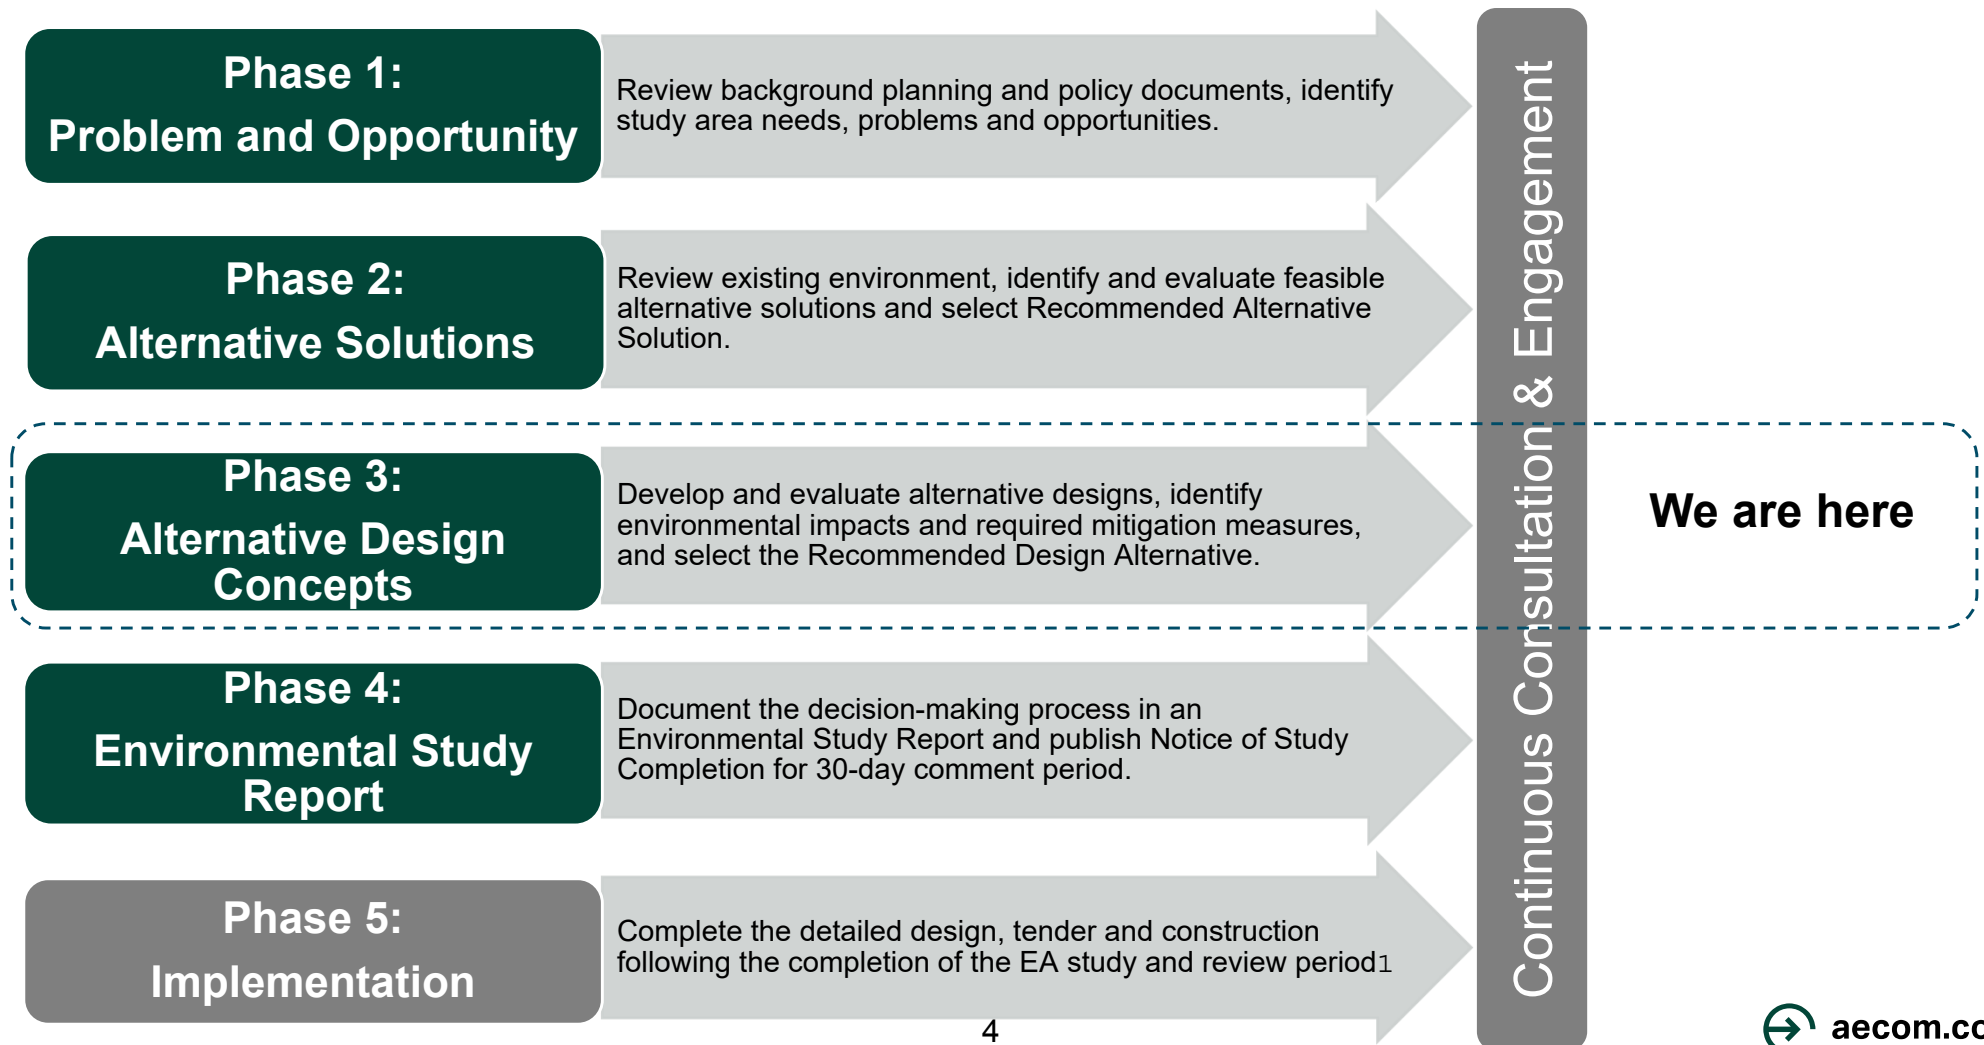 Phase 1:
Problem and Opportunity
Review background planning and policy documents, identify
study area needs, problems and opportunities.
Phase 2:
Alternative Solutions
Review existing environment, identify and evaluate feasible
alternative solutions and select Recommended Alternative
Solution.
Phase 3:
Alternative Design
Concepts
Develop and evaluate alternative designs, identify
environmental impacts and required mitigation measures,
and select the Recommended Design Alternative.
We are here
Phase 4:
Environmental Study
Report
Document the decision-making process in an
Environmental Study Report and publish Notice of Study
Completion for 30-day comment period.
Phase 5:
Implementation
Complete the detailed design, tender and construction
following the completion of the EA study and review period1
Continuous Consultation & Engagement
4
aecom.co